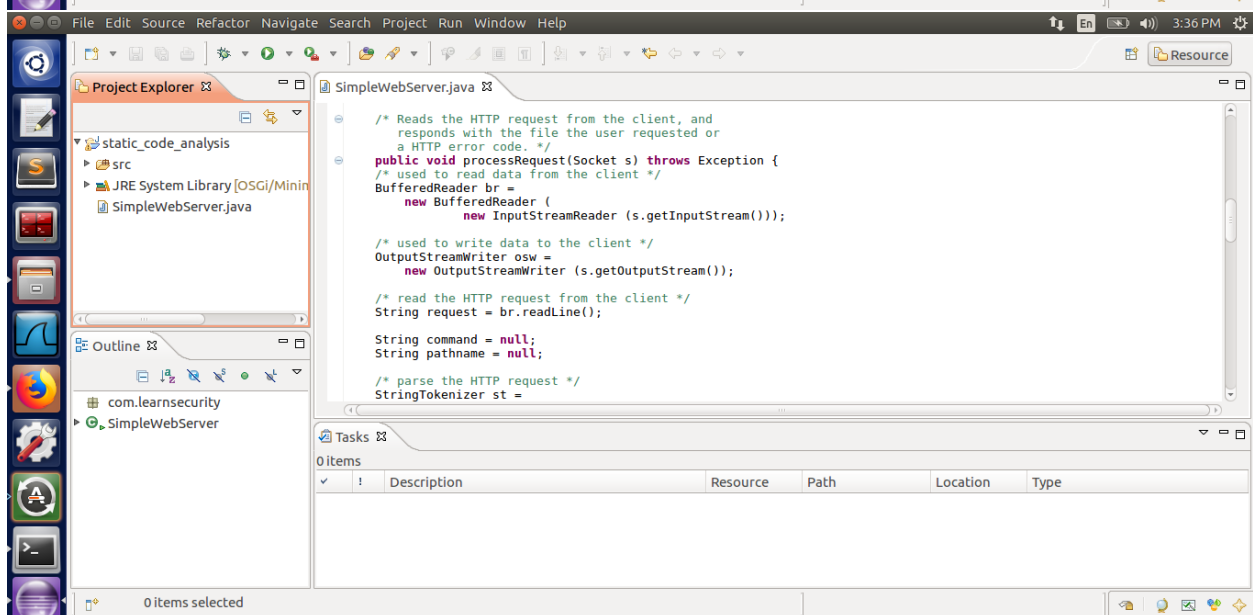 File Edit Source Refactor Navigate Search Project Run Window Help
En
3:36 PM
Resource
Project Explorer
SimpleWebServer.java
static_code_analysis
src
JRE System Library [OSGi/Minin
SimpleWebServer.java
/* Reads the HTTP request from the client, and
responds with the file the user requested or
a HTTP error code. */
public void processRequest(Socket s) throws Exception {
/* used to read data from the client */
BufferedReader br =
new BufferedReader (
new InputStreamReader (s.getInputStream()));
/* used to write data to the client */
OutputStreamWriter osw =
new OutputStreamWriter (s.getOutputStream());
/* read the HTTP request from the client */
String request = br.readLine();
String command = null;
String pathname = null;
/* parse the HTTP request */
StringTokenizer st =
Outline
com.learnsecurity
SimpleWebServer
Tasks
0 items
! Description Resource Path Location Type
0 items selected